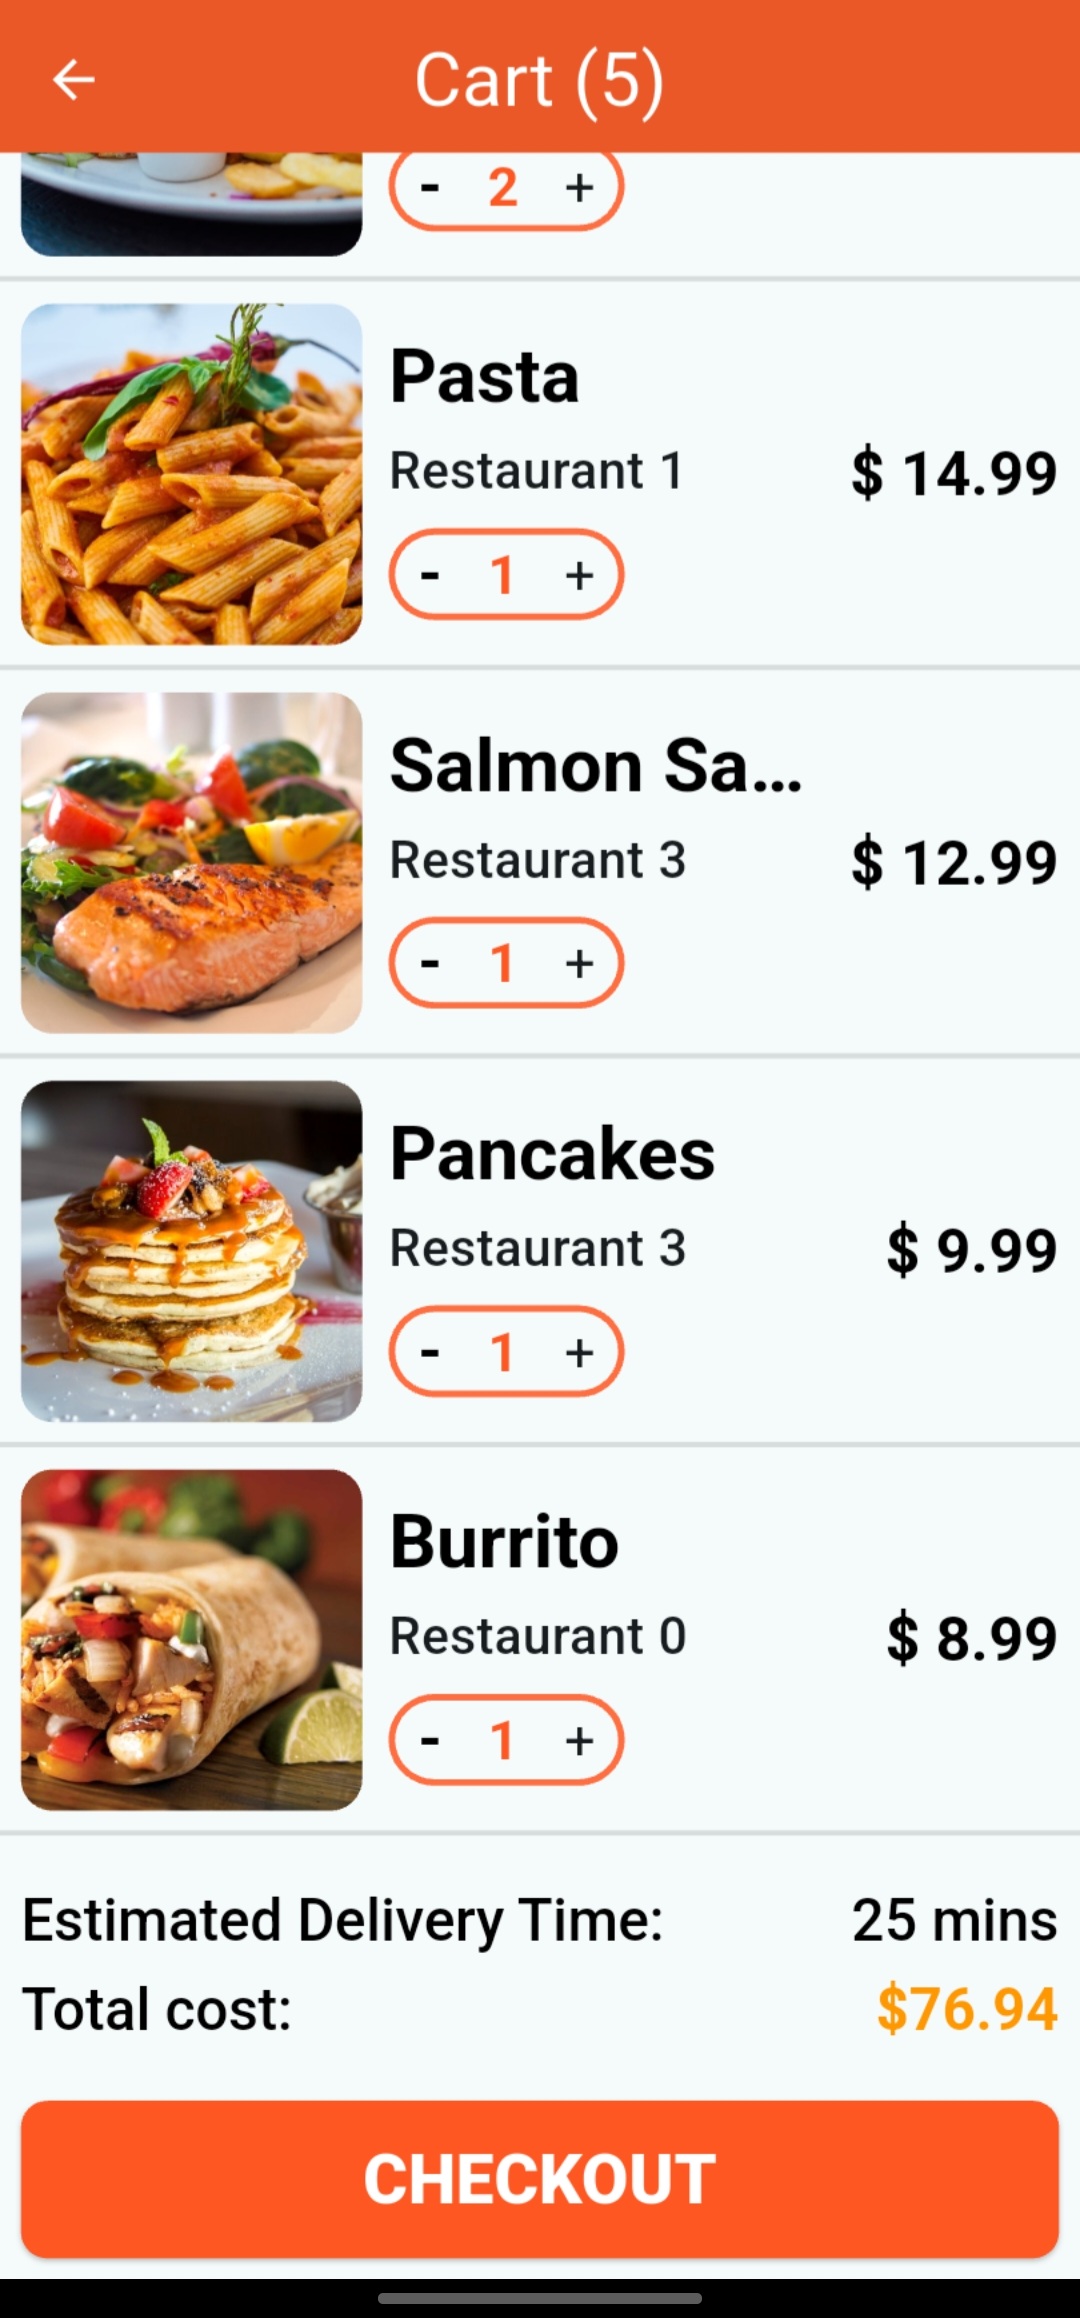 Cart (5)
- 2 +
Pasta
Restaurant 1
$ 14.99
- 1 +
Salmon Sa...
Restaurant 3
$ 12.99
- 1 +
Pancakes
Restaurant 3
$ 9.99
- 1 +
Burrito
Restaurant 0
$ 8.99
- 1 +
Estimated Delivery Time: 25 mins
Total cost: $76.94
CHECKOUT